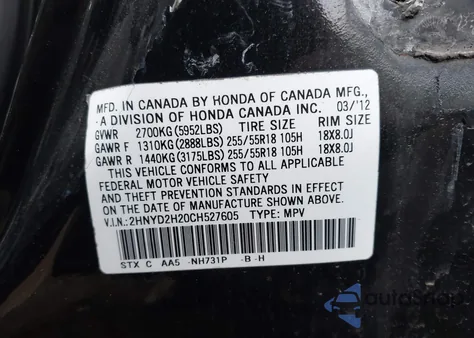 MFD. IN CANADA BY HONDA OF CANADA MFG.,
A DIVISION OF HONDA CANADA INC. 03/'12
GVWR 2700KG (5952LBS) TIRE SIZE RIM SIZE
GAWR F 1310KG (2888LBS) 255/55R18 105H 18X8.0J
GAWR R 1440KG (3175LBS) 255/55R18 105H 18X8.0J
THIS VEHICLE CONFORMS TO ALL APPLICABLE
FEDERAL MOTOR VEHICLE SAFETY
AND THEFT PREVENTION STANDARDS IN EFFECT
ON THE DATE OF MANUFACTURE SHOWN ABOVE.
V.I.N.: 2HNYD2H20CH527605 TYPE: MPV
STX C AA5 -NH731P -B -H
autoSnap